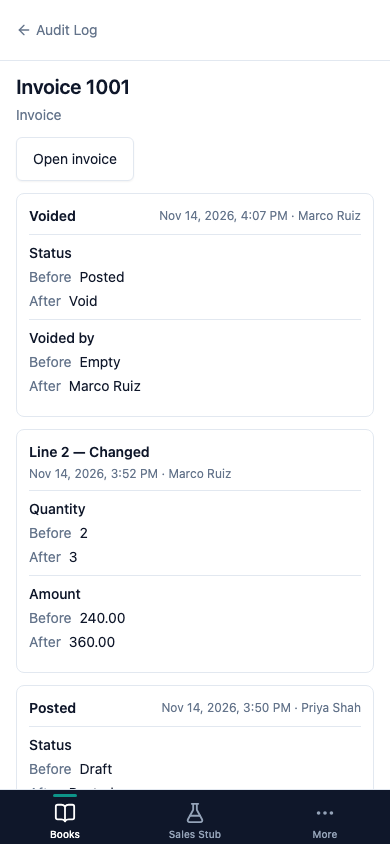 Audit Log
Invoice 1001
Invoice
Open invoice
Voided Nov 14, 2026, 4:07 PM · Marco Ruiz
Status
Before Posted
After Void
Voided by
Before Empty
After Marco Ruiz
Line 2 — Changed
Nov 14, 2026, 3:52 PM · Marco Ruiz
Quantity
Before 2
After 3
Amount
Before 240.00
After 360.00
Posted Nov 14, 2026, 3:50 PM · Priya Shah
Status
Before Draft
Books Sales Stub More